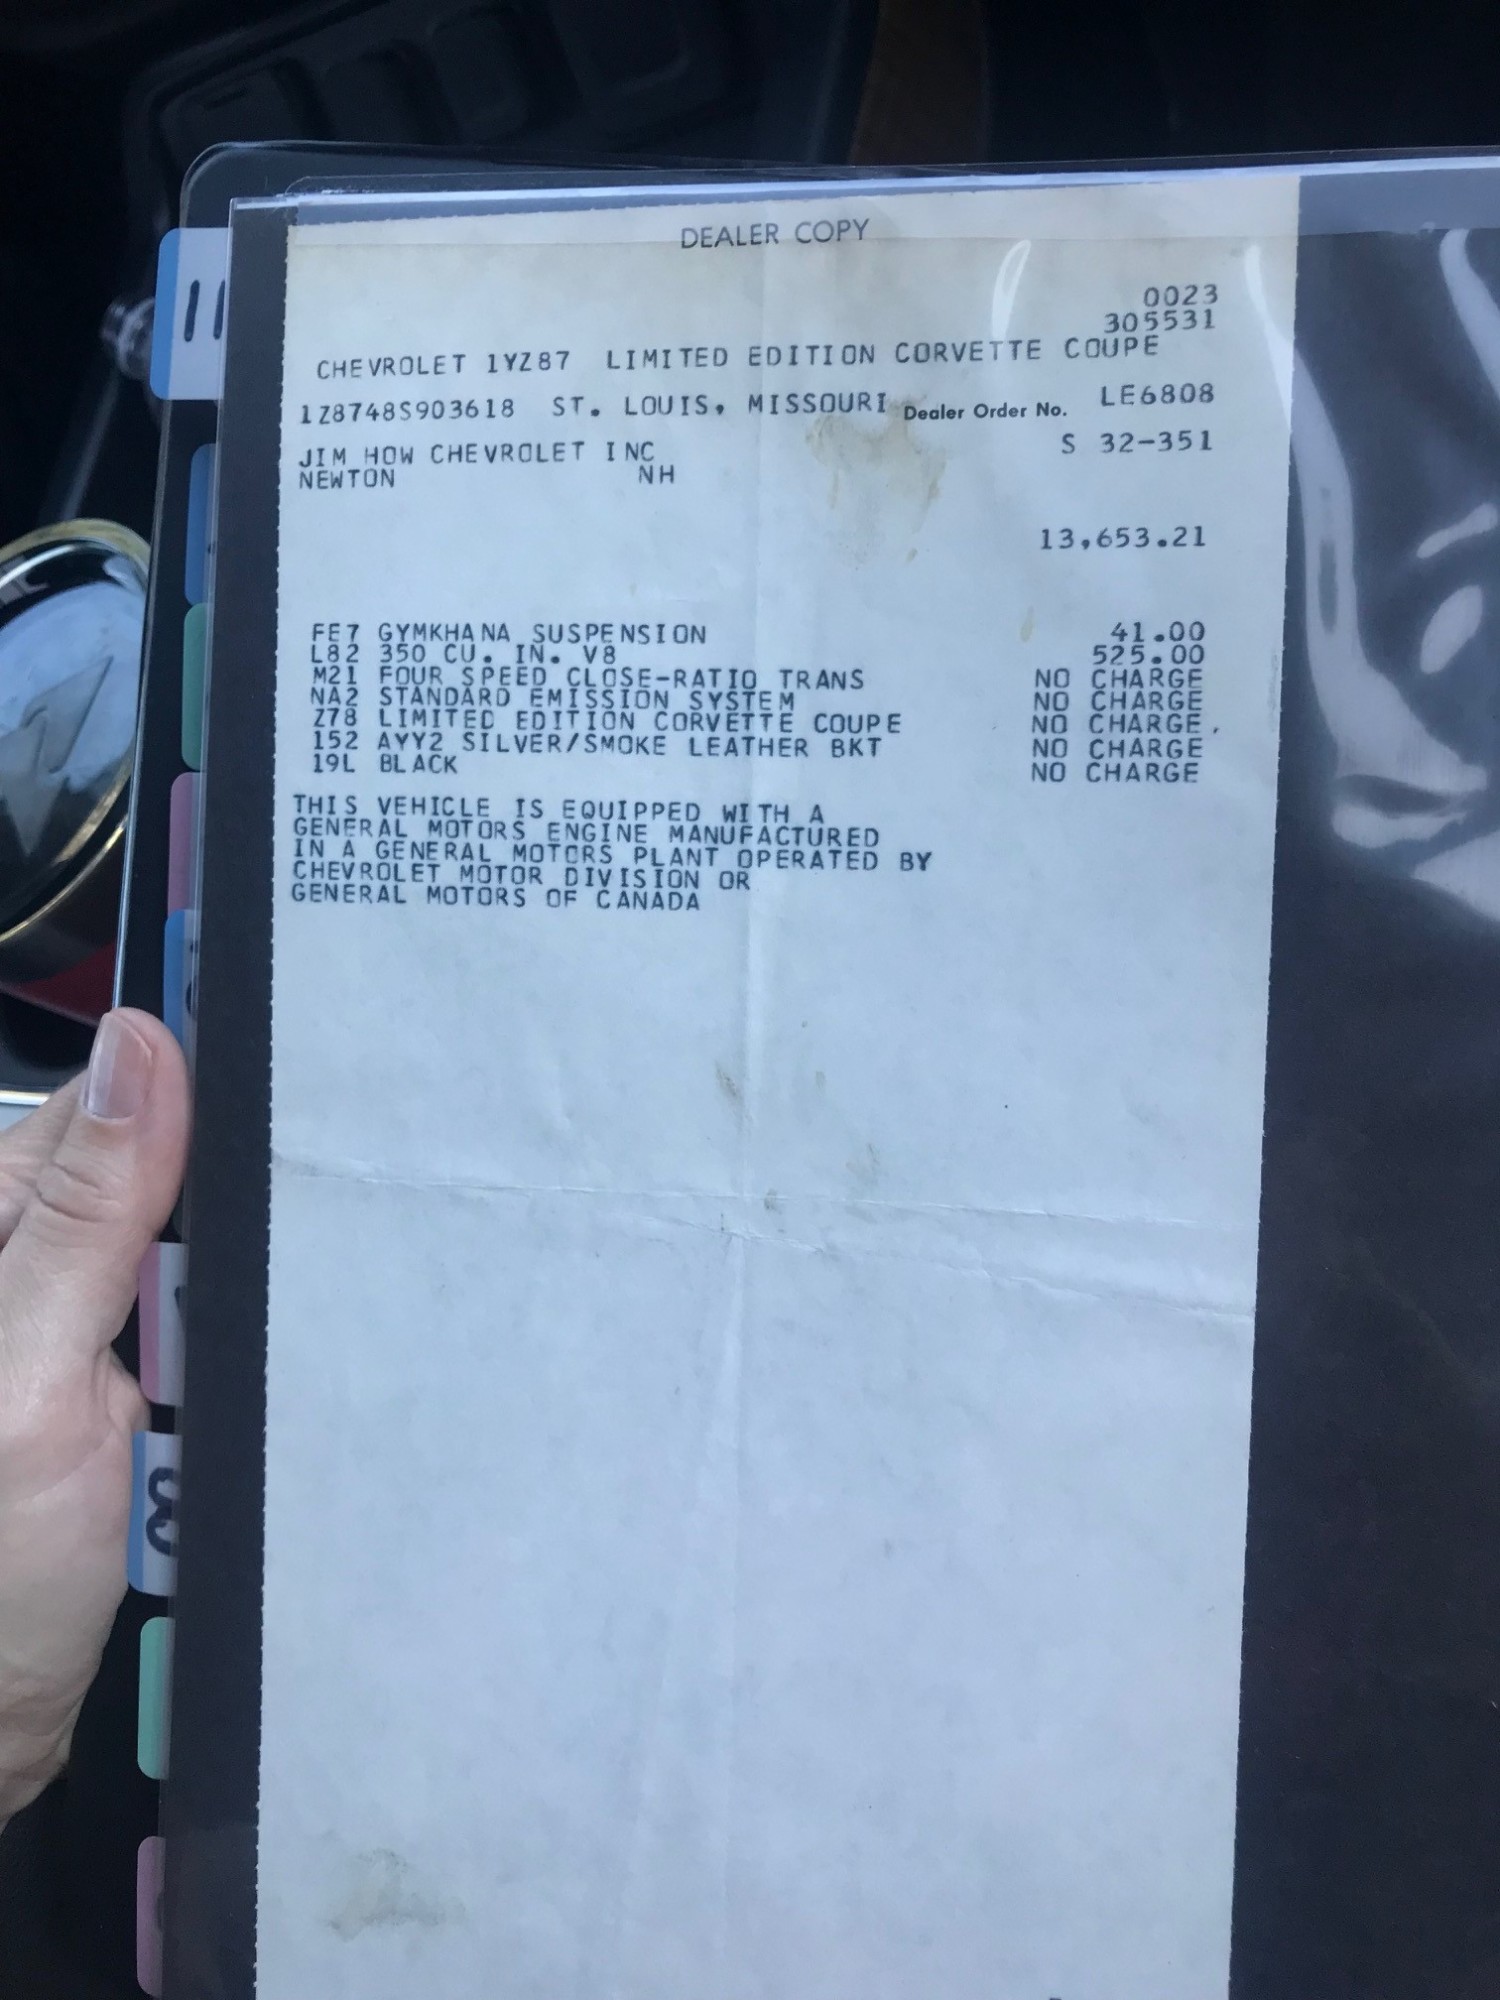 DEALER COPY
0023
305531
CHEVROLET 1YZ87 LIMITED EDITION CORVETTE COUPE
1Z8748S903618 ST. LOUIS, MISSOURI Dealer Order No. LE6808
JIM HOW CHEVROLET INC S 32-351
NEWTON NH
13,653.21
FE7 GYMKHANA SUSPENSION 41.00
L82 350 CU. IN. V8 525.00
M21 FOUR SPEED CLOSE-RATIO TRANS NO CHARGE
NA2 STANDARD EMISSION SYSTEM NO CHARGE
Z78 LIMITED EDITION CORVETTE COUPE NO CHARGE.
152 AYY2 SILVER/SMOKE LEATHER BKT NO CHARGE
19L BLACK NO CHARGE
THIS VEHICLE IS EQUIPPED WITH A
GENERAL MOTORS ENGINE MANUFACTURED
IN A GENERAL MOTORS PLANT OPERATED BY
CHEVROLET MOTOR DIVISION OR
GENERAL MOTORS OF CANADA
11
3